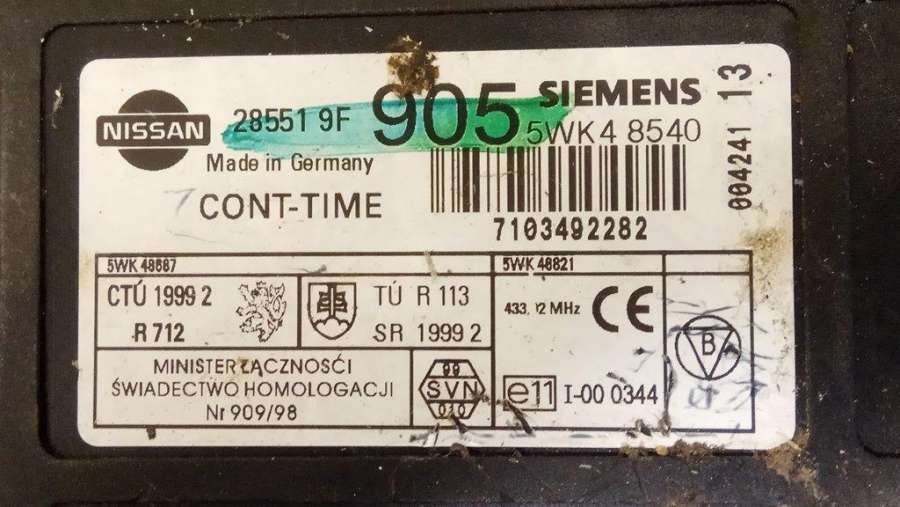 NISSAN
28551 9F 905
SIEMENS
5WK4 8540
Made in Germany
CONT-TIME
7103492282
004241 13
5WK 48687
5WK 48821
CTÚ 1999 2
R 712
TÚ R 113
SR 1999 2
433,92 MHz
CE
B
MINISTER ŁĄCZNOŚCI
ŚWIADECTWO HOMOLOGACJI
Nr 909/98
99
SVN
010
e11 I-00 0344